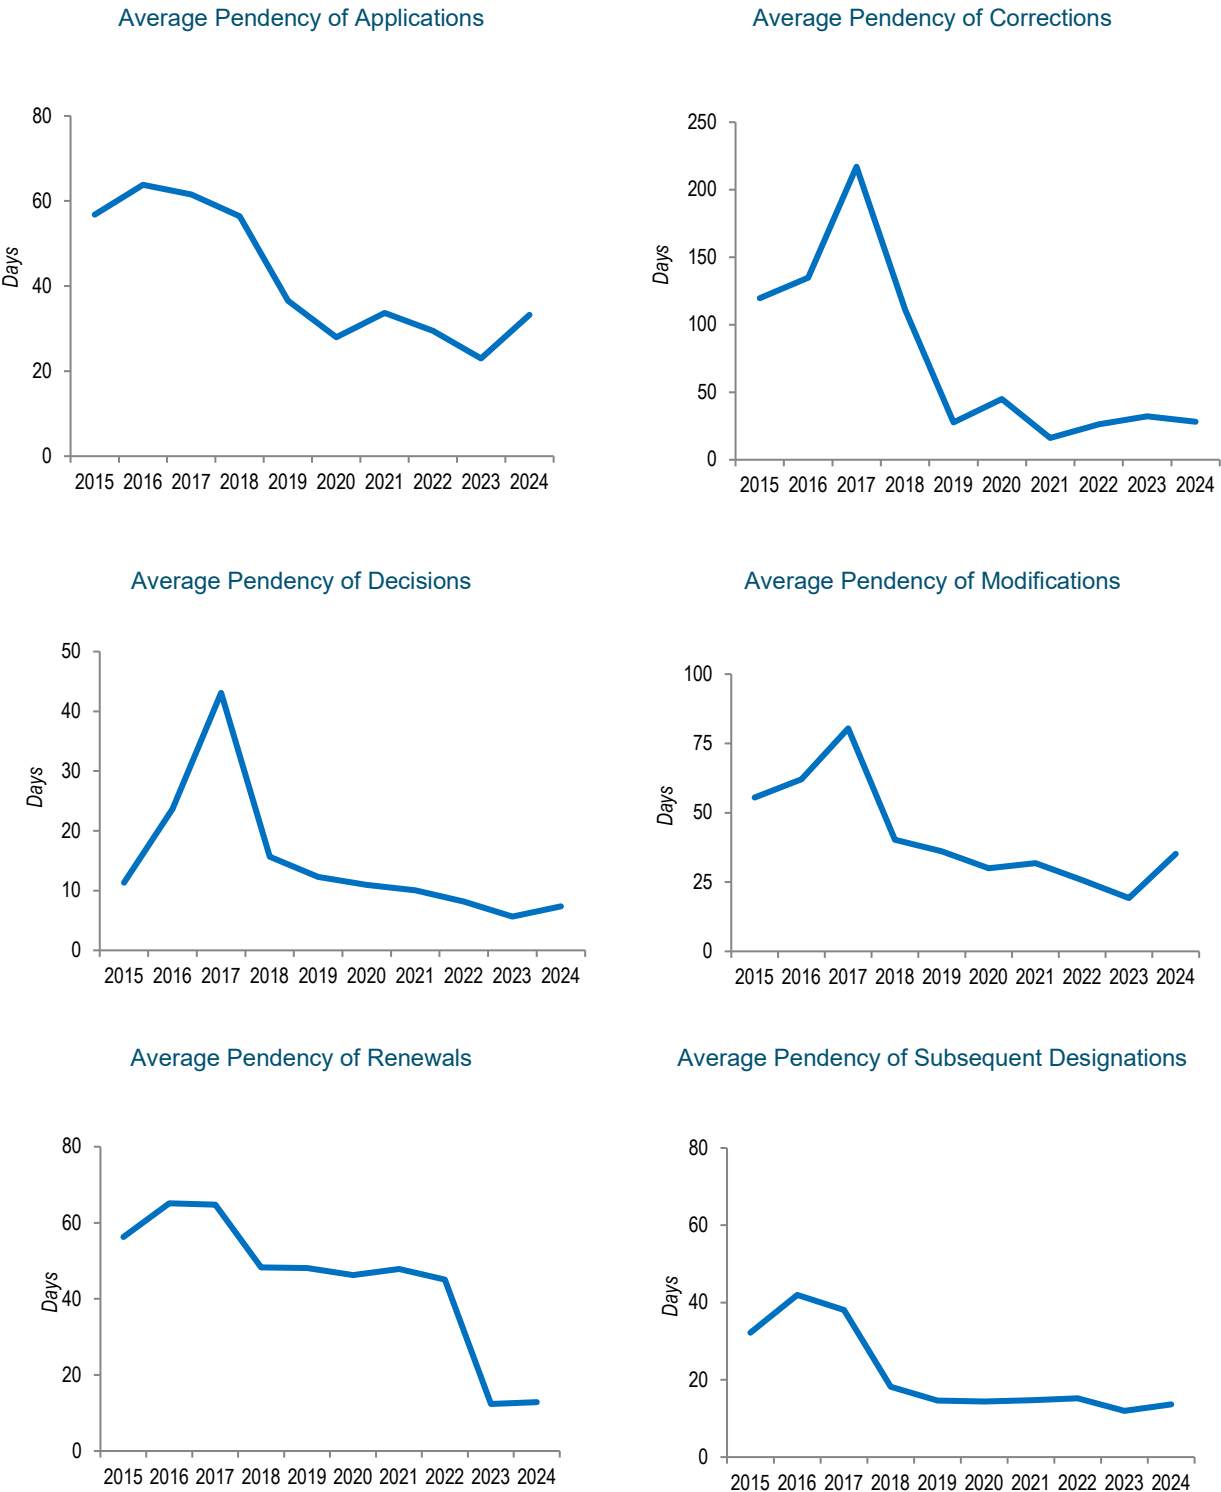 Average Pendency of Applications
80
60
40
20
0
Days
2015 2016 2017 2018 2019 2020 2021 2022 2023 2024
Average Pendency of Corrections
250
200
150
100
50
0
Days
2015 2016 2017 2018 2019 2020 2021 2022 2023 2024
Average Pendency of Decisions
50
40
30
20
10
0
Days
2015 2016 2017 2018 2019 2020 2021 2022 2023 2024
Average Pendency of Modifications
100
75
50
25
0
Days
2015 2016 2017 2018 2019 2020 2021 2022 2023 2024
Average Pendency of Renewals
80
60
40
20
0
Days
2015 2016 2017 2018 2019 2020 2021 2022 2023 2024
Average Pendency of Subsequent Designations
80
60
40
20
0
Days
2015 2016 2017 2018 2019 2020 2021 2022 2023 2024